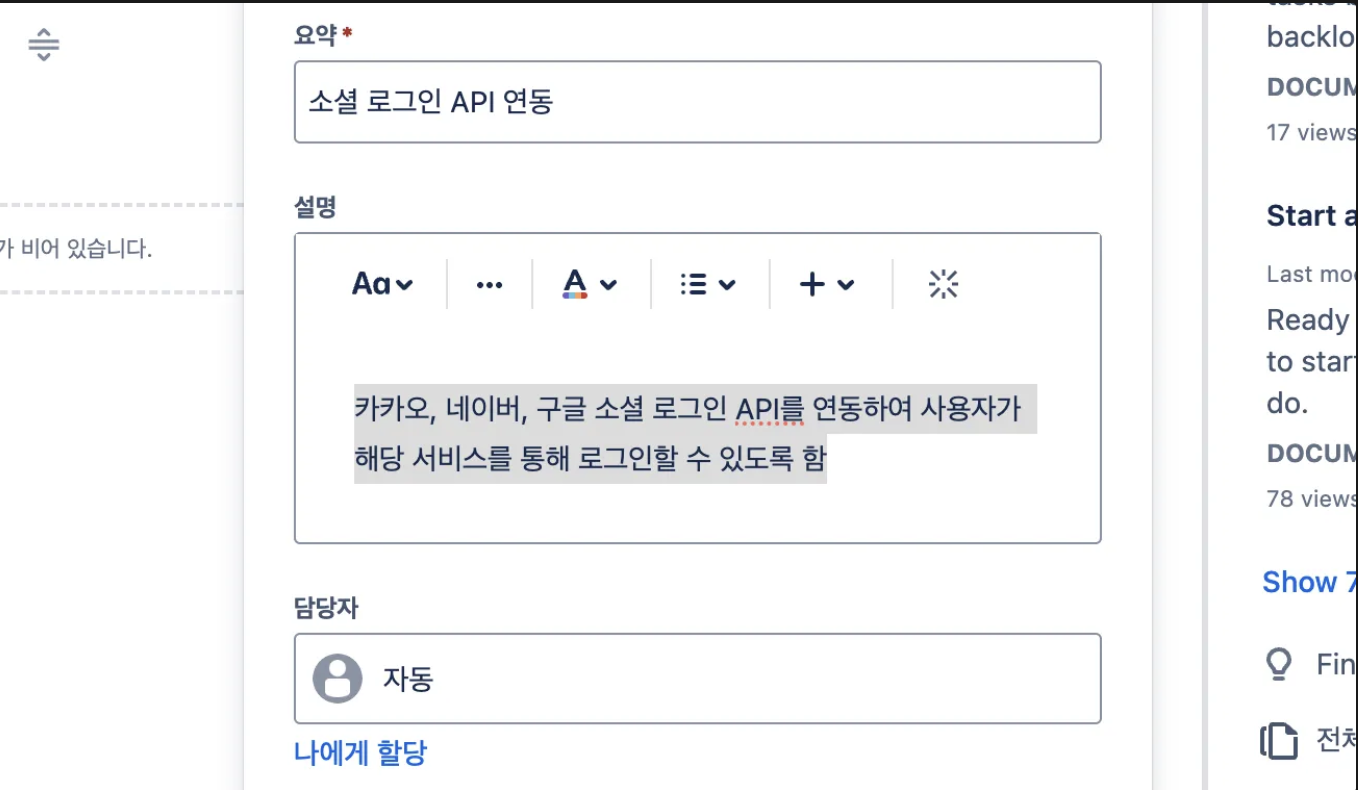 요약*
소셜 로그인 API 연동
설명
Aa
A
카카오, 네이버, 구글 소셜 로그인 API를 연동하여 사용자가
해당 서비스를 통해 로그인할 수 있도록 함
담당자
자동
나에게 할당
가 비어 있습니다.
backlo
DOCUM
17 views
Start a
Last mo
Ready
to star
do.
DOCUM
78 views
Show 7
Fin
전체